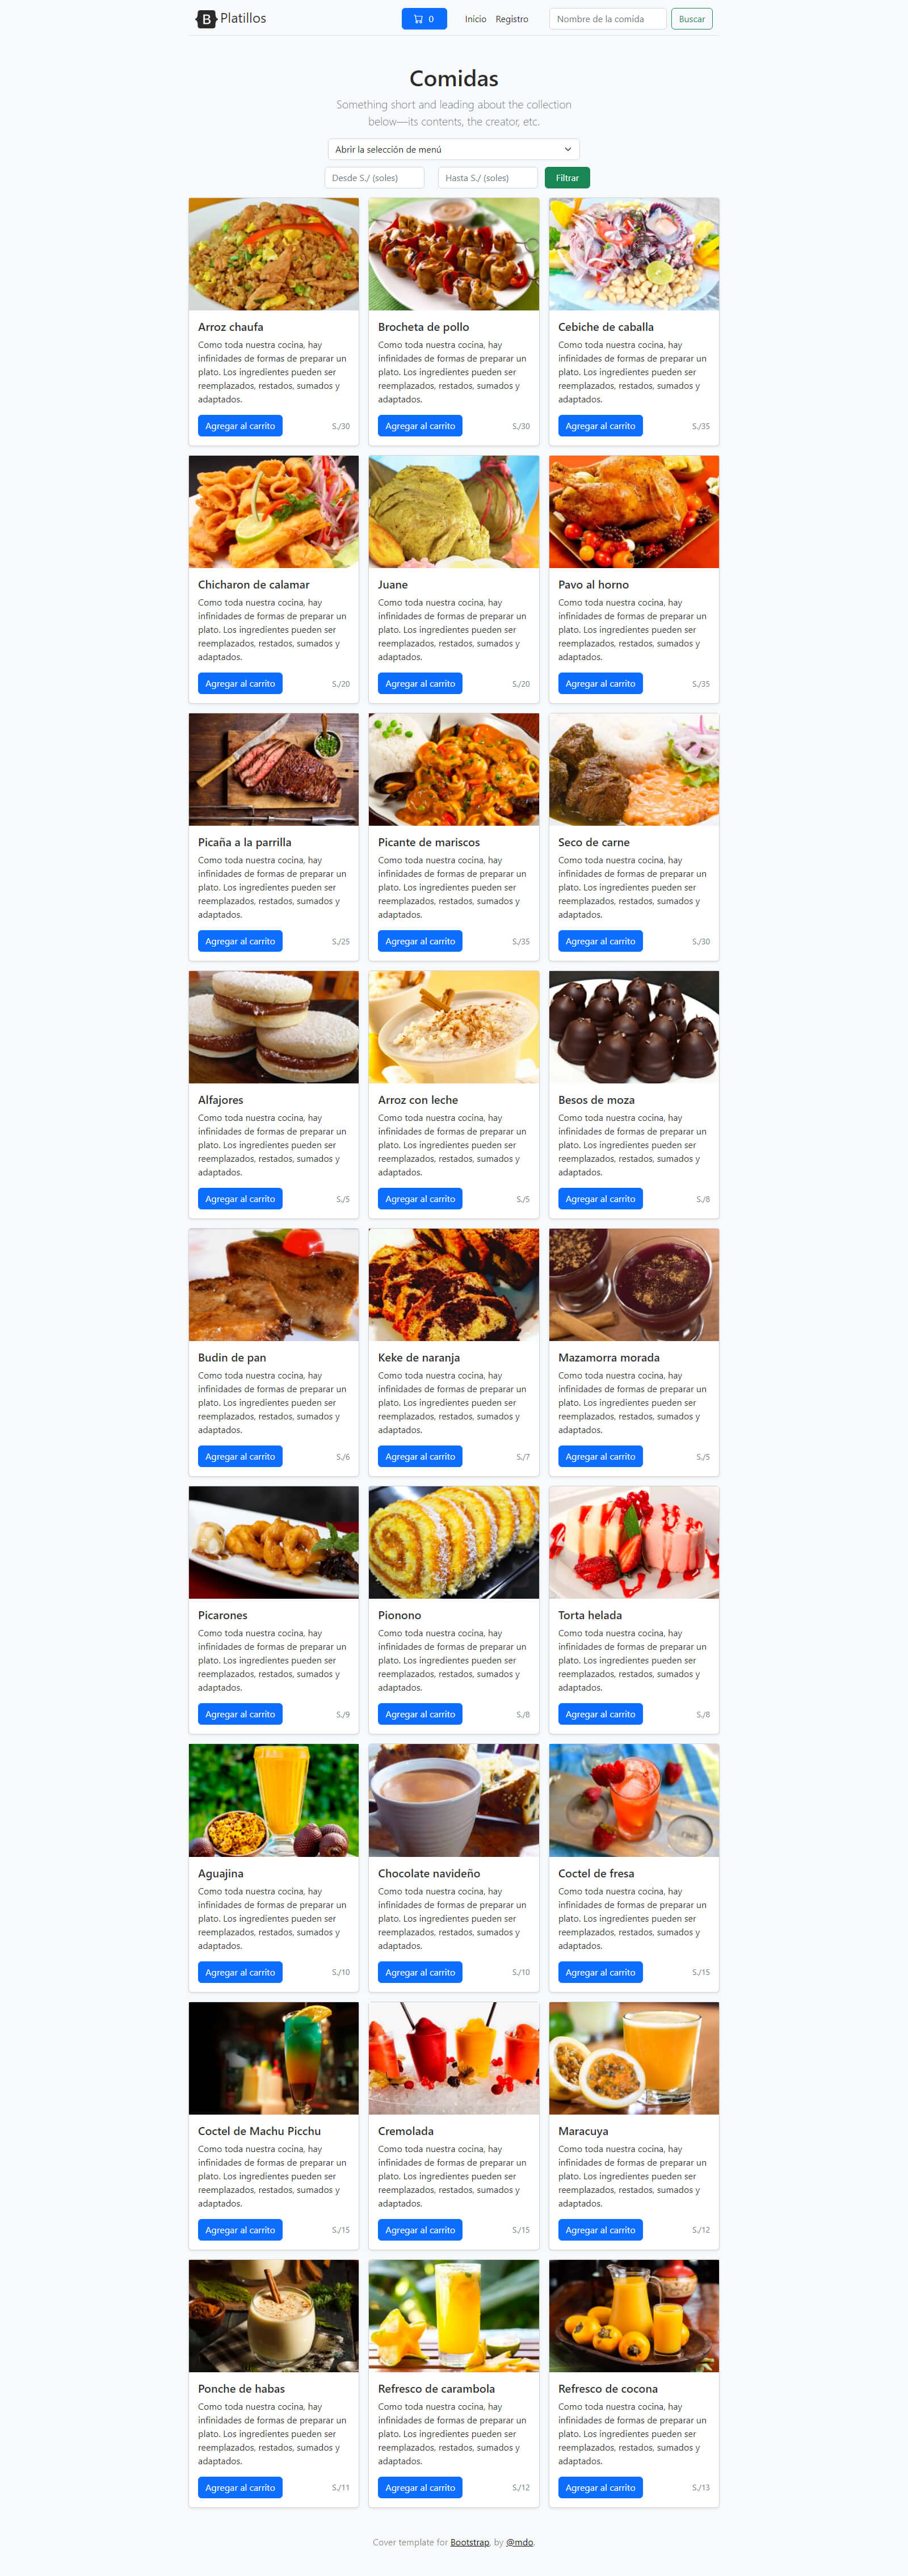 B Platillos
0
Inicio
Registro
Nombre de la comida
Buscar
Comidas
Something short and leading about the collection
below—its contents, the creator, etc.
Abrir la selección de menú
Desde S./ (soles)
Hasta S./ (soles)
Filtrar
Arroz chaufa
Como toda nuestra cocina, hay
infinidades de formas de preparar un
plato. Los ingredientes pueden ser
reemplazados, restados, sumados y
adaptados.
Agregar al carrito
S./30
Brocheta de pollo
Como toda nuestra cocina, hay
infinidades de formas de preparar un
plato. Los ingredientes pueden ser
reemplazados, restados, sumados y
adaptados.
Agregar al carrito
S./30
Cebiche de caballa
Como toda nuestra cocina, hay
infinidades de formas de preparar un
plato. Los ingredientes pueden ser
reemplazados, restados, sumados y
adaptados.
Agregar al carrito
S./35
Chicharon de calamar
Como toda nuestra cocina, hay
infinidades de formas de preparar un
plato. Los ingredientes pueden ser
reemplazados, restados, sumados y
adaptados.
Agregar al carrito
S./20
Juane
Como toda nuestra cocina, hay
infinidades de formas de preparar un
plato. Los ingredientes pueden ser
reemplazados, restados, sumados y
adaptados.
Agregar al carrito
S./20
Pavo al horno
Como toda nuestra cocina, hay
infinidades de formas de preparar un
plato. Los ingredientes pueden ser
reemplazados, restados, sumados y
adaptados.
Agregar al carrito
S./35
Picaña a la parrilla
Como toda nuestra cocina, hay
infinidades de formas de preparar un
plato. Los ingredientes pueden ser
reemplazados, restados, sumados y
adaptados.
Agregar al carrito
S./25
Picante de mariscos
Como toda nuestra cocina, hay
infinidades de formas de preparar un
plato. Los ingredientes pueden ser
reemplazados, restados, sumados y
adaptados.
Agregar al carrito
S./35
Seco de carne
Como toda nuestra cocina, hay
infinidades de formas de preparar un
plato. Los ingredientes pueden ser
reemplazados, restados, sumados y
adaptados.
Agregar al carrito
S./30
Alfajores
Como toda nuestra cocina, hay
infinidades de formas de preparar un
plato. Los ingredientes pueden ser
reemplazados, restados, sumados y
adaptados.
Agregar al carrito
S./5
Arroz con leche
Como toda nuestra cocina, hay
infinidades de formas de preparar un
plato. Los ingredientes pueden ser
reemplazados, restados, sumados y
adaptados.
Agregar al carrito
S./5
Besos de moza
Como toda nuestra cocina, hay
infinidades de formas de preparar un
plato. Los ingredientes pueden ser
reemplazados, restados, sumados y
adaptados.
Agregar al carrito
S./8
Budin de pan
Como toda nuestra cocina, hay
infinidades de formas de preparar un
plato. Los ingredientes pueden ser
reemplazados, restados, sumados y
adaptados.
Agregar al carrito
S./6
Keke de naranja
Como toda nuestra cocina, hay
infinidades de formas de preparar un
plato. Los ingredientes pueden ser
reemplazados, restados, sumados y
adaptados.
Agregar al carrito
S./7
Mazamorra morada
Como toda nuestra cocina, hay
infinidades de formas de preparar un
plato. Los ingredientes pueden ser
reemplazados, restados, sumados y
adaptados.
Agregar al carrito
S./5
Picarones
Como toda nuestra cocina, hay
infinidades de formas de preparar un
plato. Los ingredientes pueden ser
reemplazados, restados, sumados y
adaptados.
Agregar al carrito
S./9
Pionono
Como toda nuestra cocina, hay
infinidades de formas de preparar un
plato. Los ingredientes pueden ser
reemplazados, restados, sumados y
adaptados.
Agregar al carrito
S./8
Torta helada
Como toda nuestra cocina, hay
infinidades de formas de preparar un
plato. Los ingredientes pueden ser
reemplazados, restados, sumados y
adaptados.
Agregar al carrito
S./8
Aguajina
Como toda nuestra cocina, hay
infinidades de formas de preparar un
plato. Los ingredientes pueden ser
reemplazados, restados, sumados y
adaptados.
Agregar al carrito
S./10
Chocolate navideño
Como toda nuestra cocina, hay
infinidades de formas de preparar un
plato. Los ingredientes pueden ser
reemplazados, restados, sumados y
adaptados.
Agregar al carrito
S./10
Coctel de fresa
Como toda nuestra cocina, hay
infinidades de formas de preparar un
plato. Los ingredientes pueden ser
reemplazados, restados, sumados y
adaptados.
Agregar al carrito
S./15
Coctel de Machu Picchu
Como toda nuestra cocina, hay
infinidades de formas de preparar un
plato. Los ingredientes pueden ser
reemplazados, restados, sumados y
adaptados.
Agregar al carrito
S./15
Cremolada
Como toda nuestra cocina, hay
infinidades de formas de preparar un
plato. Los ingredientes pueden ser
reemplazados, restados, sumados y
adaptados.
Agregar al carrito
S./15
Maracuya
Como toda nuestra cocina, hay
infinidades de formas de preparar un
plato. Los ingredientes pueden ser
reemplazados, restados, sumados y
adaptados.
Agregar al carrito
S./12
Ponche de habas
Como toda nuestra cocina, hay
infinidades de formas de preparar un
plato. Los ingredientes pueden ser
reemplazados, restados, sumados y
adaptados.
Agregar al carrito
S./11
Refresco de carambola
Como toda nuestra cocina, hay
infinidades de formas de preparar un
plato. Los ingredientes pueden ser
reemplazados, restados, sumados y
adaptados.
Agregar al carrito
S./12
Refresco de cocona
Como toda nuestra cocina, hay
infinidades de formas de preparar un
plato. Los ingredientes pueden ser
reemplazados, restados, sumados y
adaptados.
Agregar al carrito
S./13
Cover template for Bootstrap, by @mdo.